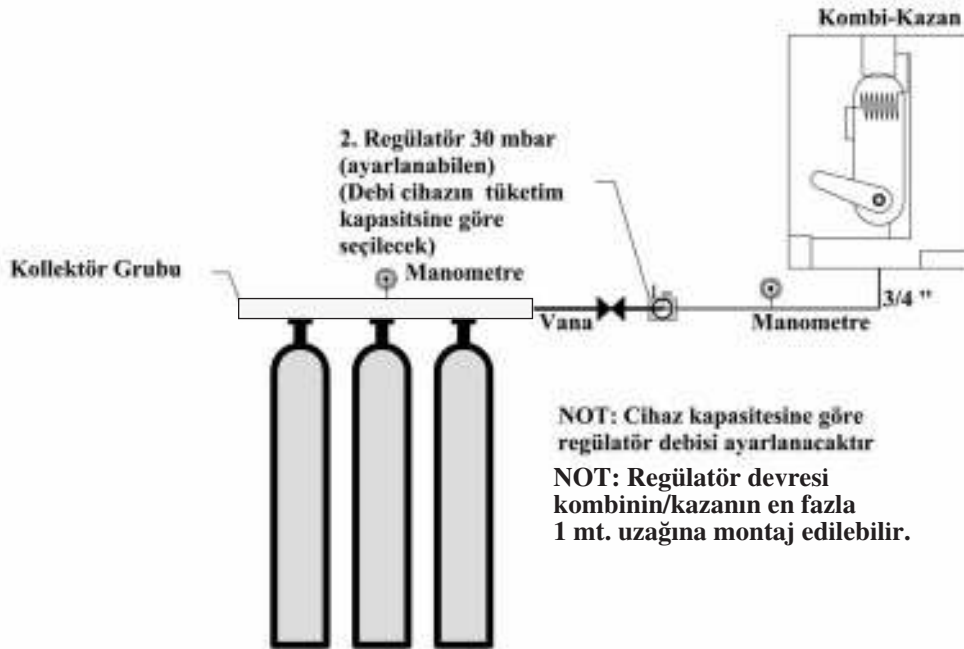 Kombi-Kazan
2. Regülatör 30 mbar
(ayarlanabilen)
(Debi cihazın tüketim
kapasitsine göre
seçilecek)
Kollektör Grubu
Manometre
Vana
Manometre
3/4 "
NOT: Cihaz kapasitesine göre
regülatör debisi ayarlanacaktır
NOT: Regülatör devresi
kombinin/kazanın en fazla
1 mt. uzağına montaj edilebilir.